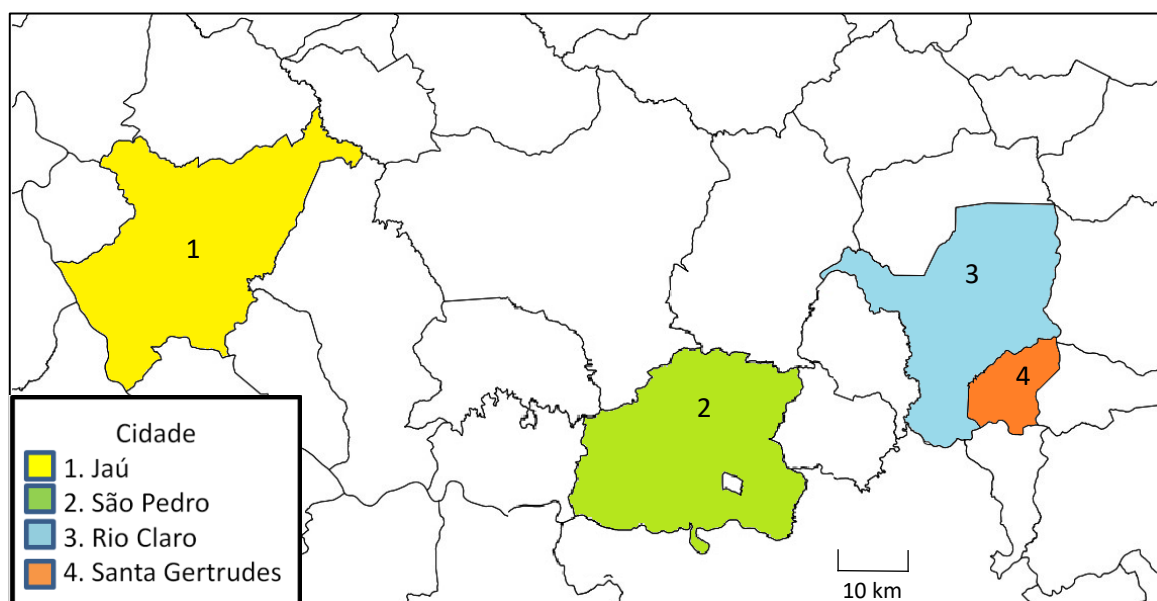 1
3
4
2
Cidade
1. Jaú
2. São Pedro
3. Rio Claro
4. Santa Gertrudes
10 km